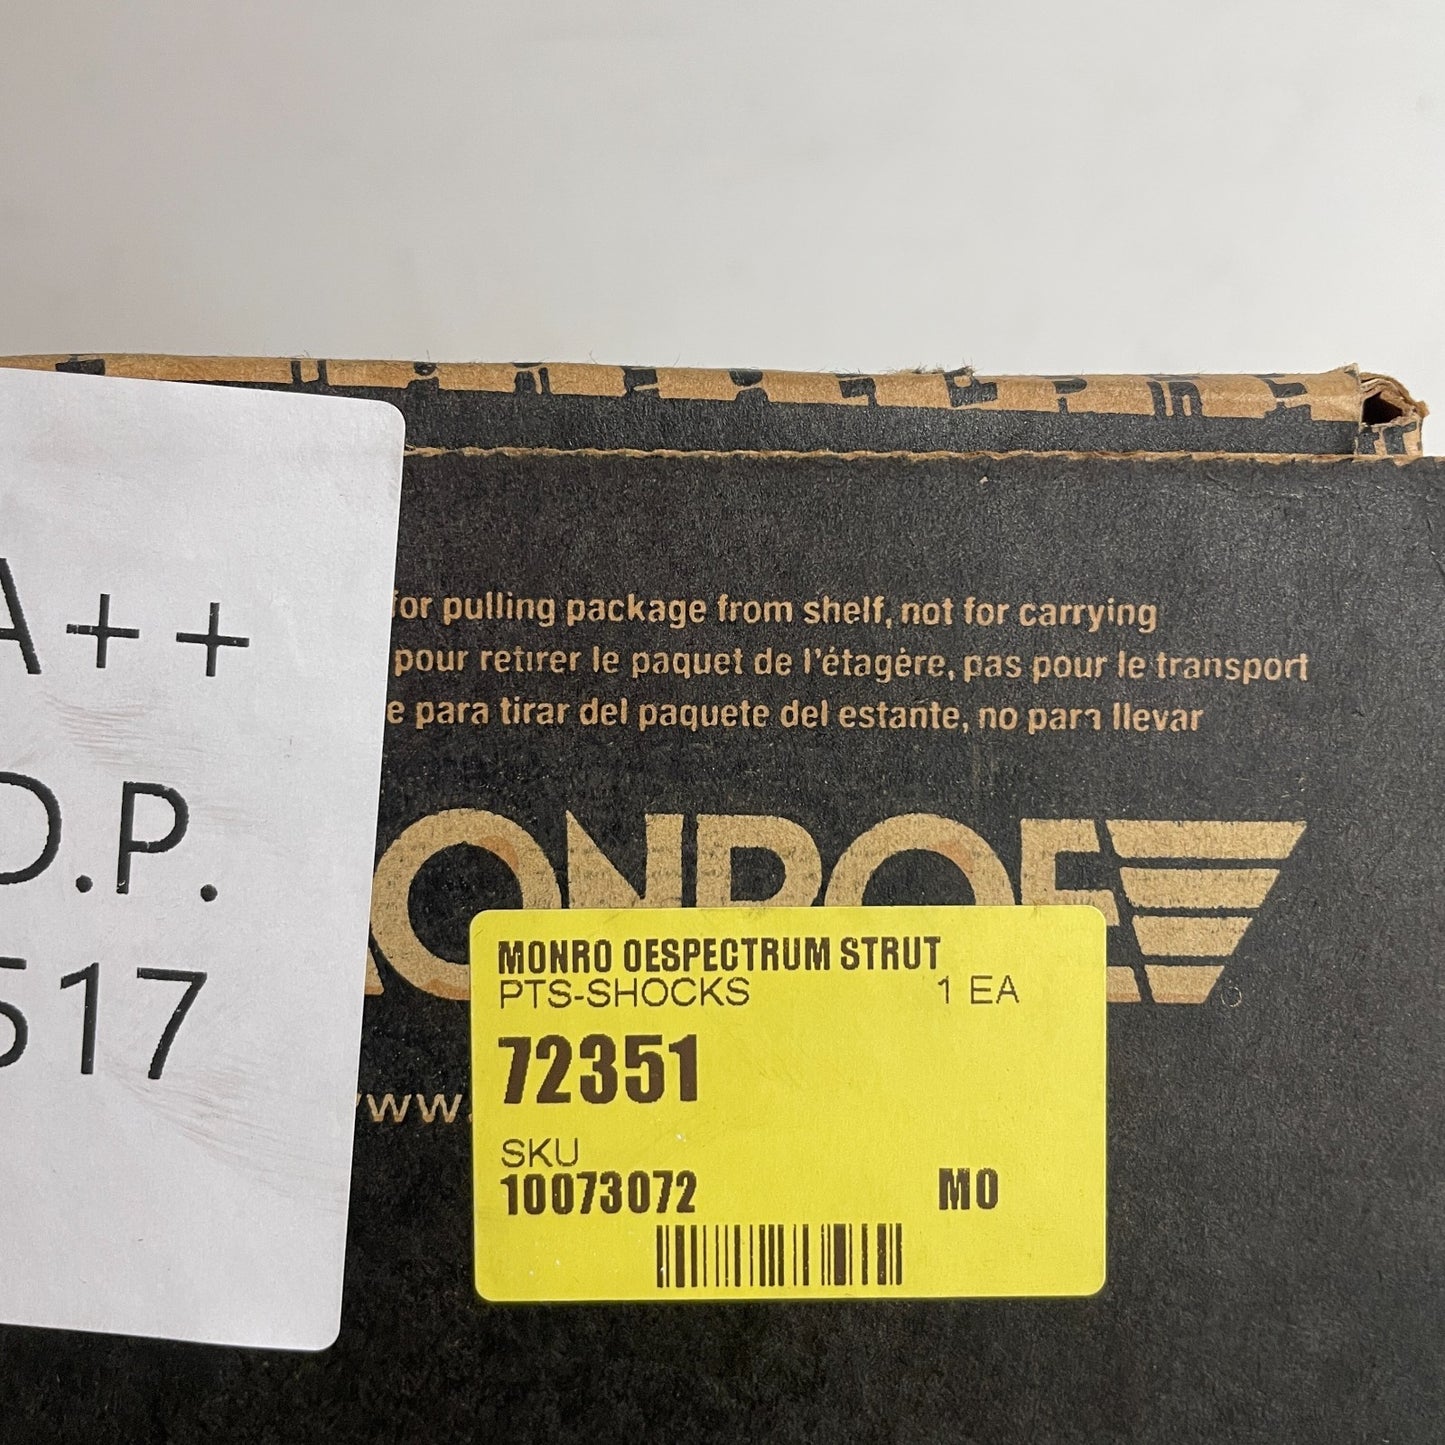 A++
O.P.
517
for pulling package from shelf, not for carrying
pour retirer le paquet de l'étagère, pas pour le transport
para tirar del paquete del estante, no para llevar
MONROE
www.
MONRO OESPECTRUM STRUT
PTS-SHOCKS 1 EA
72351
SKU
10073072 MO